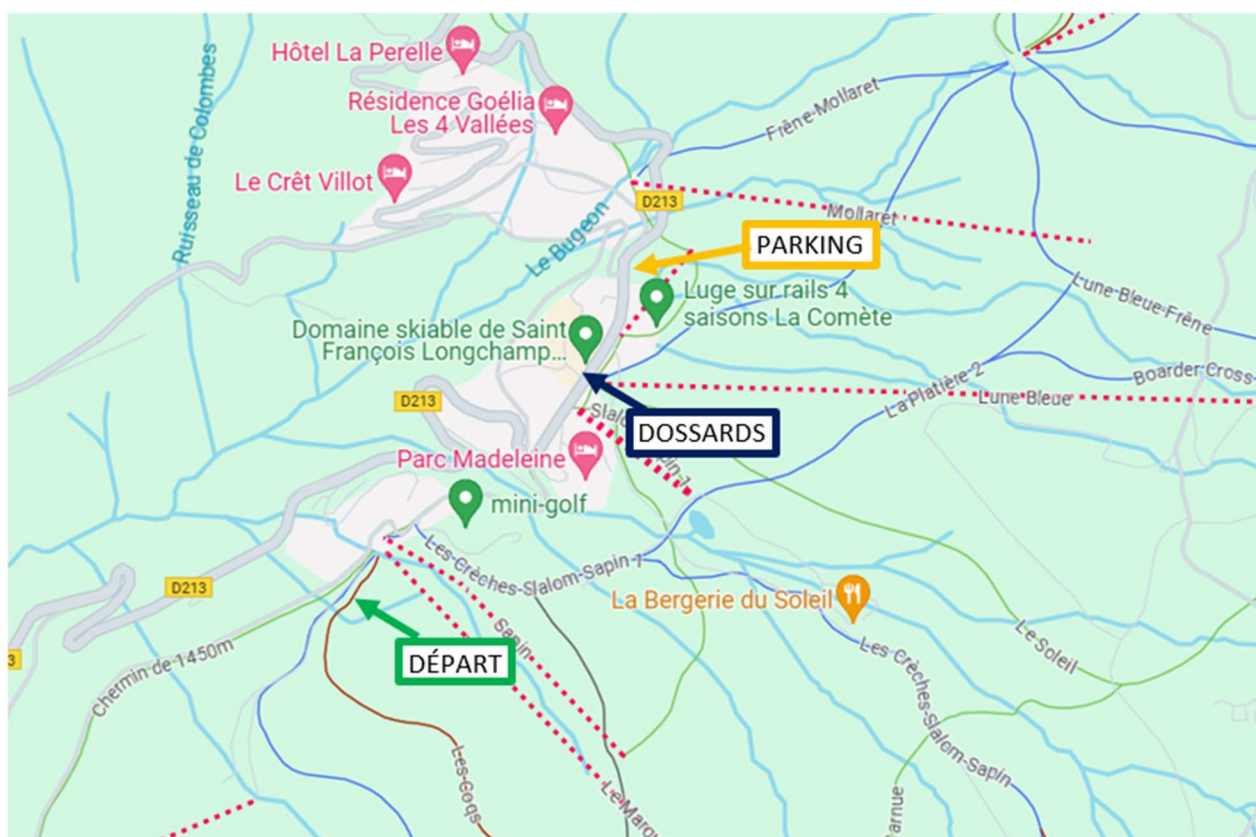 Hôtel La Perelle
Résidence Goélia
Les 4 Vallées
Le Crêt Villot
Ruisseau de Colombes
Frêne-Mollaret
D213
Mollaret
Le Bugeon
PARKING
Luge sur rails 4
saisons La Comète
Lune Bleue-Frêne
Domaine skiable de Saint
François Longchamp...
Boarder Cross-
La Platière 2
Lune Bleue
D213
DOSSARDS
Parc Madeleine
mini-golf
Les Crèches-Slalom-Sapin 1
D213
La Bergerie du Soleil
Le Soleil
Sapin
DÉPART
Chemin de 1450m
Les Crèches-Slalom-Sapin
3
Les Coqs